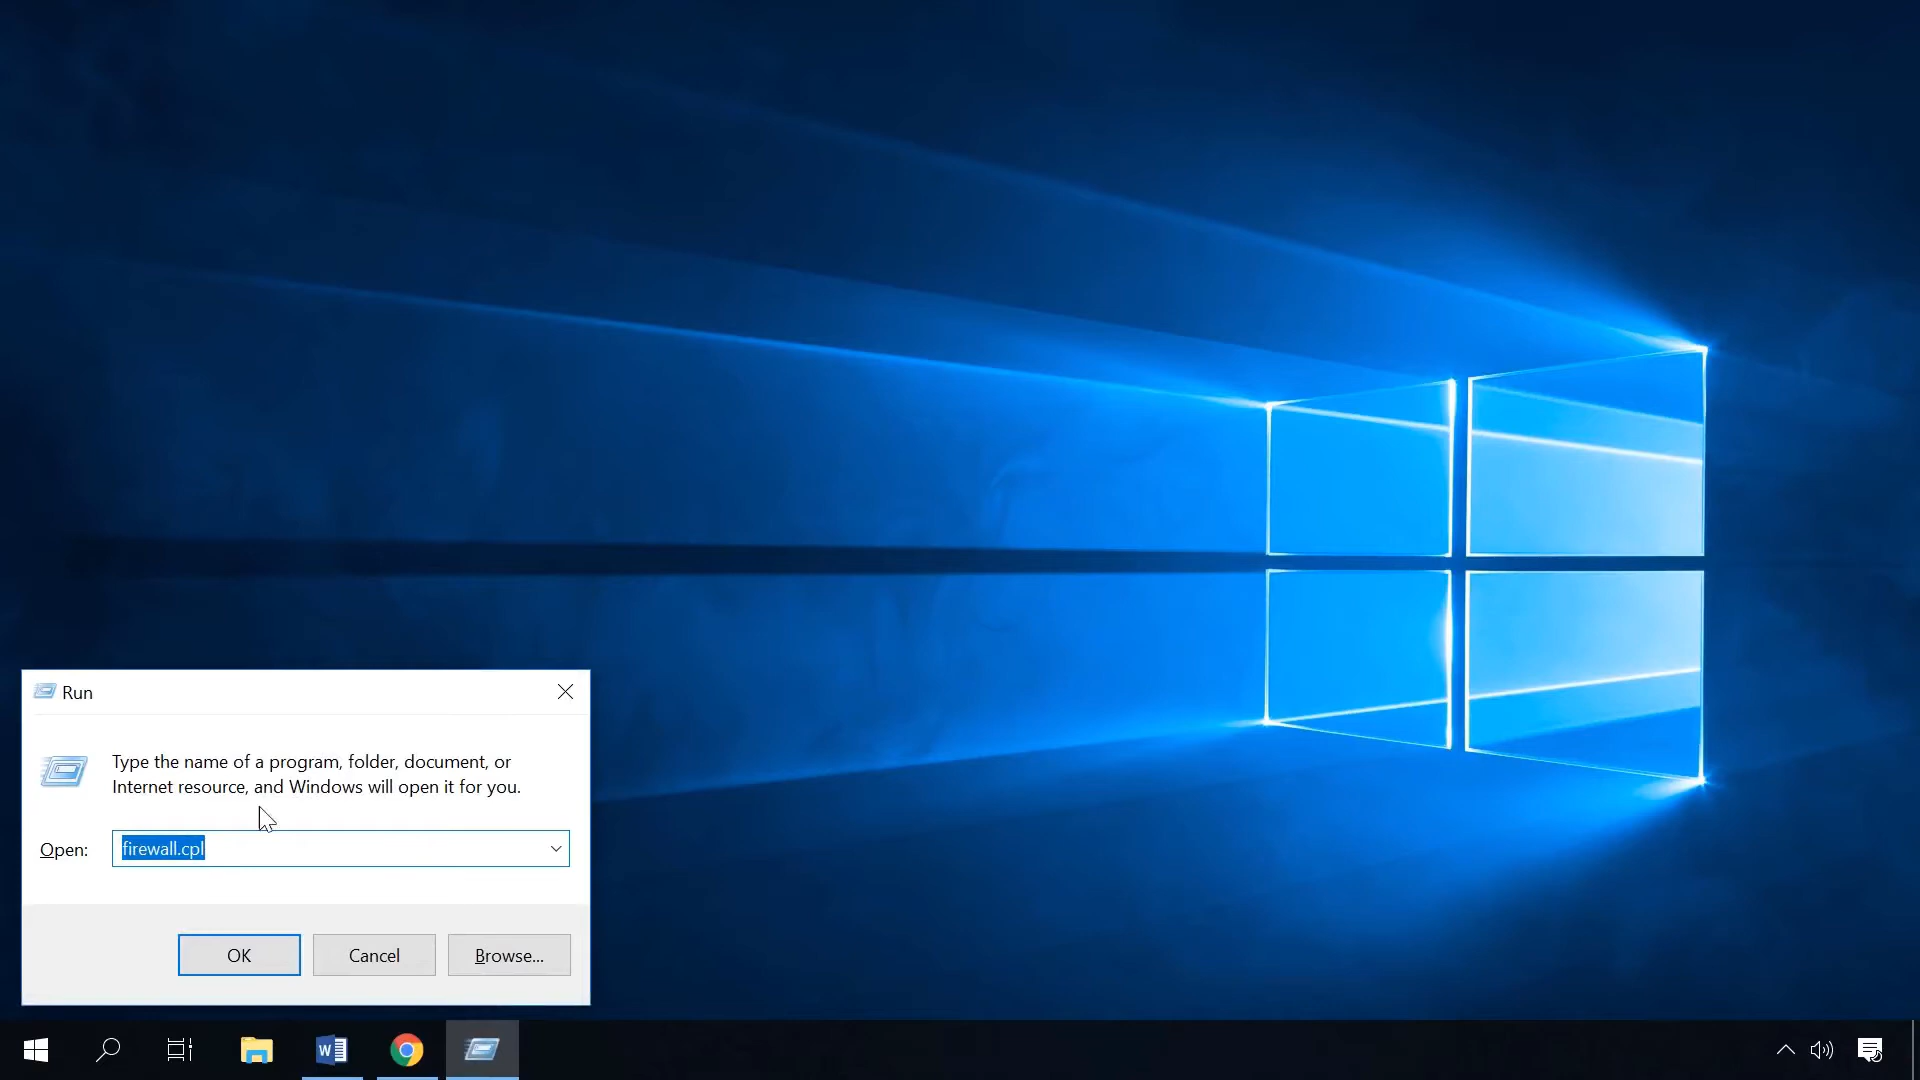 Run
Type the name of a program, folder, document, or
Internet resource, and Windows will open it for you.
Open: firewall.cpl
OK Cancel Browse...
W